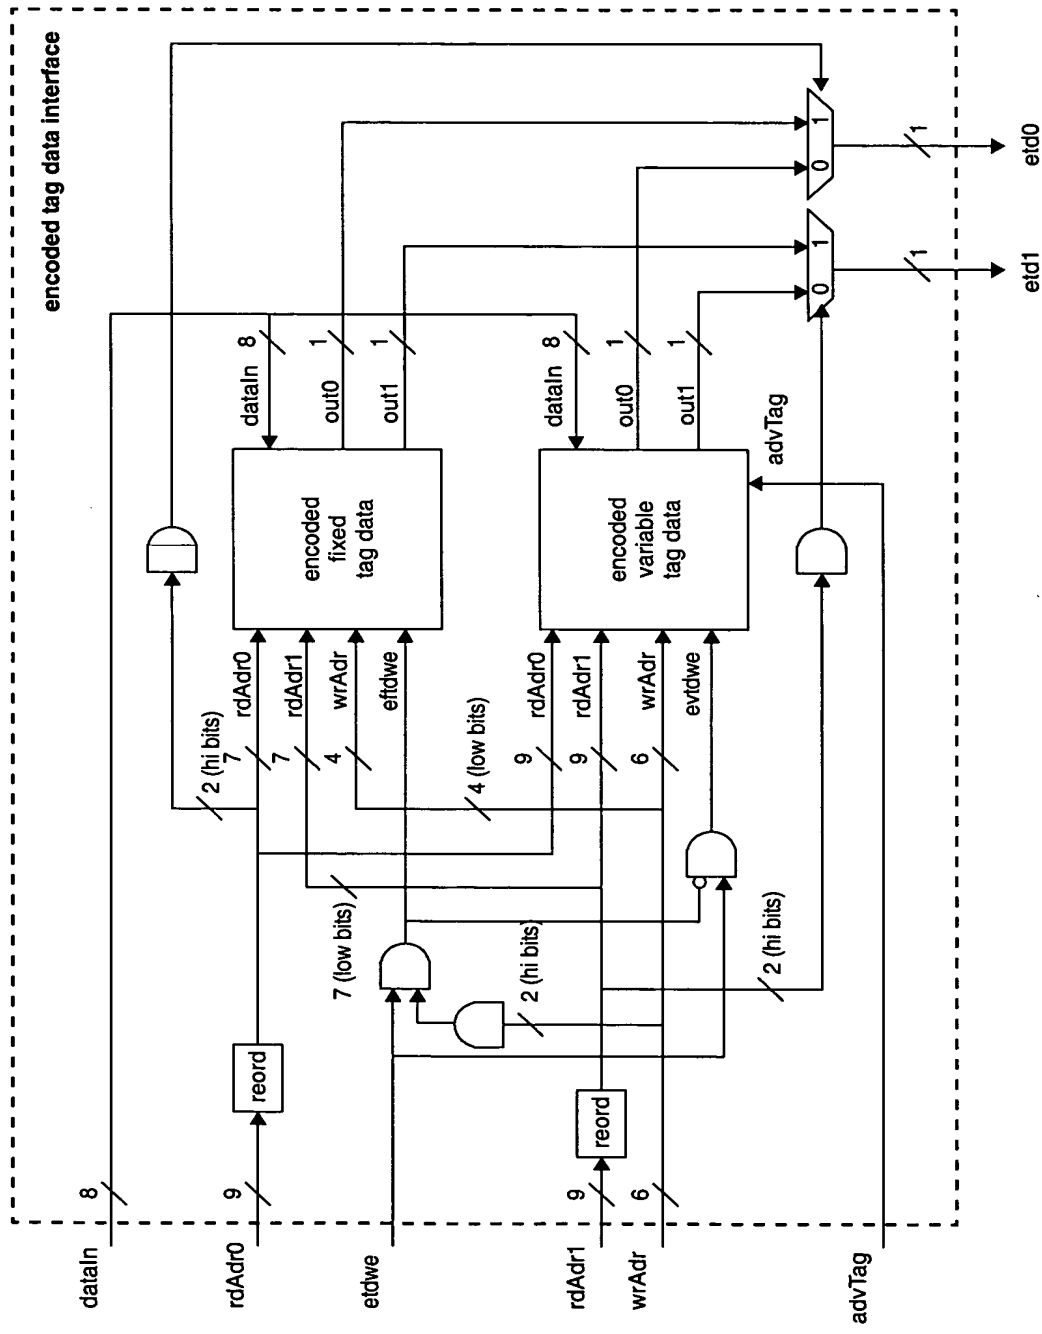 encoded tag data interface
dataIn
8
rdAdr0
9
reord
etdwe
rdAdr1
9
reord
wrAdr
6
advTag
2 (hi bits)
7
rdAdr0
7
rdAdr1
4
wrAdr
eftdwe
7 (low bits)
2 (hi bits)
4 (low bits)
encoded
fixed
tag data
dataIn
8
out0
1
out1
1
9
rdAdr0
9
rdAdr1
6
wrAdr
evtdwe
2 (hi bits)
encoded
variable
tag data
dataIn
8
out0
1
out1
1
advTag
0
1
1
etd0
0
1
1
etd1